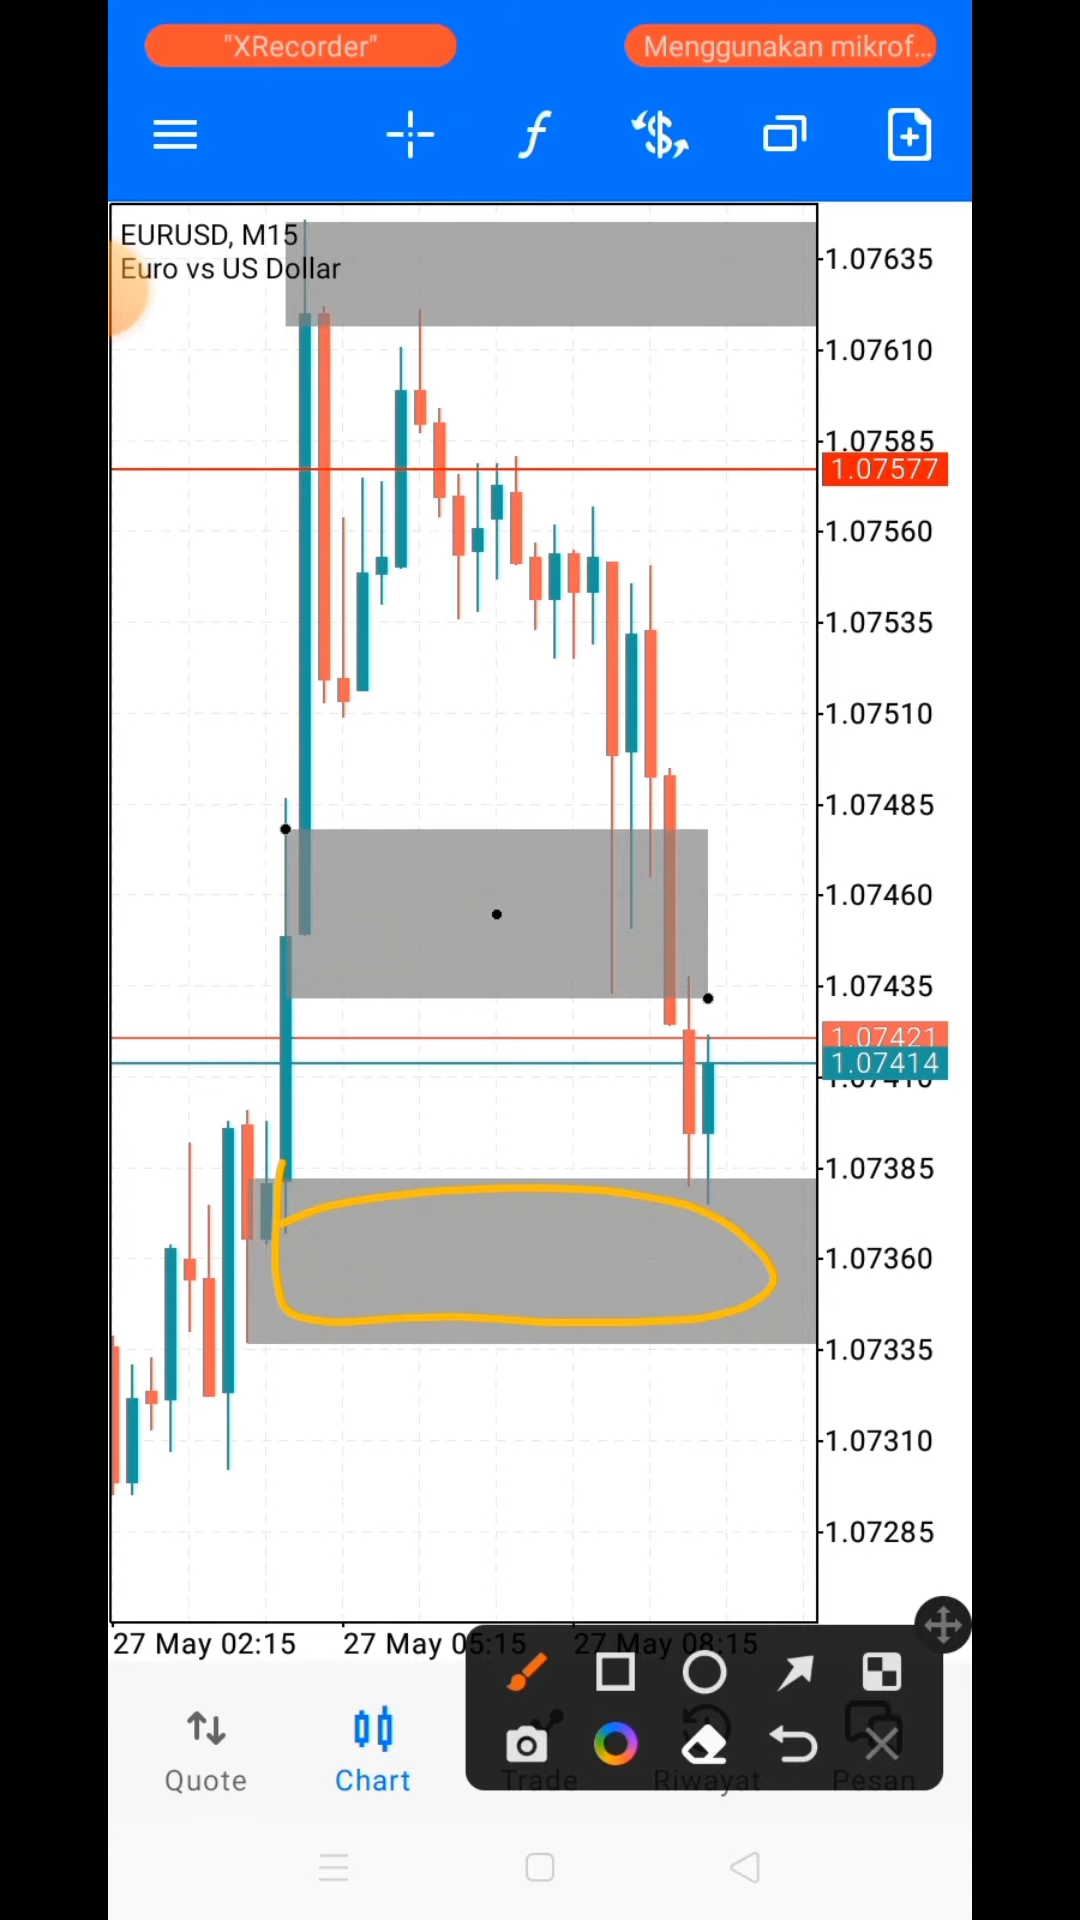 "XRecorder"
Menggunakan mikrof...
EURUSD, M15
Euro vs US Dollar
1.07635
1.07610
1.07585
1.07577
1.07560
1.07535
1.07510
1.07485
1.07460
1.07435
1.07421
1.07414
1.07410
1.07385
1.07360
1.07335
1.07310
1.07285
27 May 02:15
27 May 05:15
27 May 08:15
Quote
Chart
Trade
Riwayat
Pesan